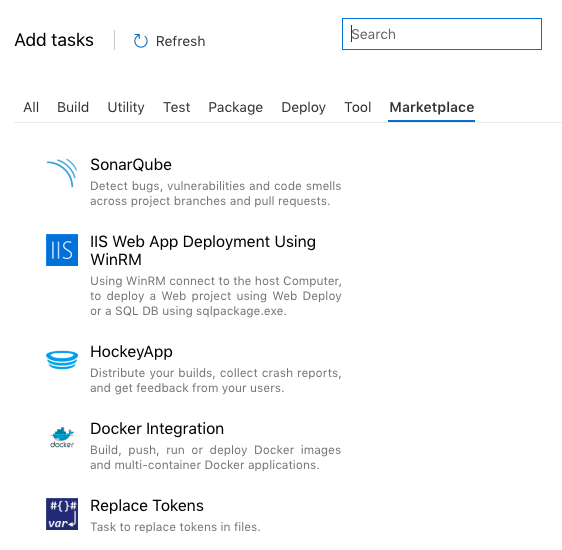 Add tasks
Refresh
Search
All Build Utility Test Package Deploy Tool Marketplace
SonarQube
Detect bugs, vulnerabilities and code smells
across project branches and pull requests.
IIS
IIS Web App Deployment Using
WinRM
Using WinRM connect to the host Computer,
to deploy a Web project using Web Deploy
or a SQL DB using sqlpackage.exe.
HockeyApp
Distribute your builds, collect crash reports,
and get feedback from your users.
docker
Docker Integration
Build, push, run or deploy Docker images
and multi-container Docker applications.
#{}#
var
Replace Tokens
Task to replace tokens in files.